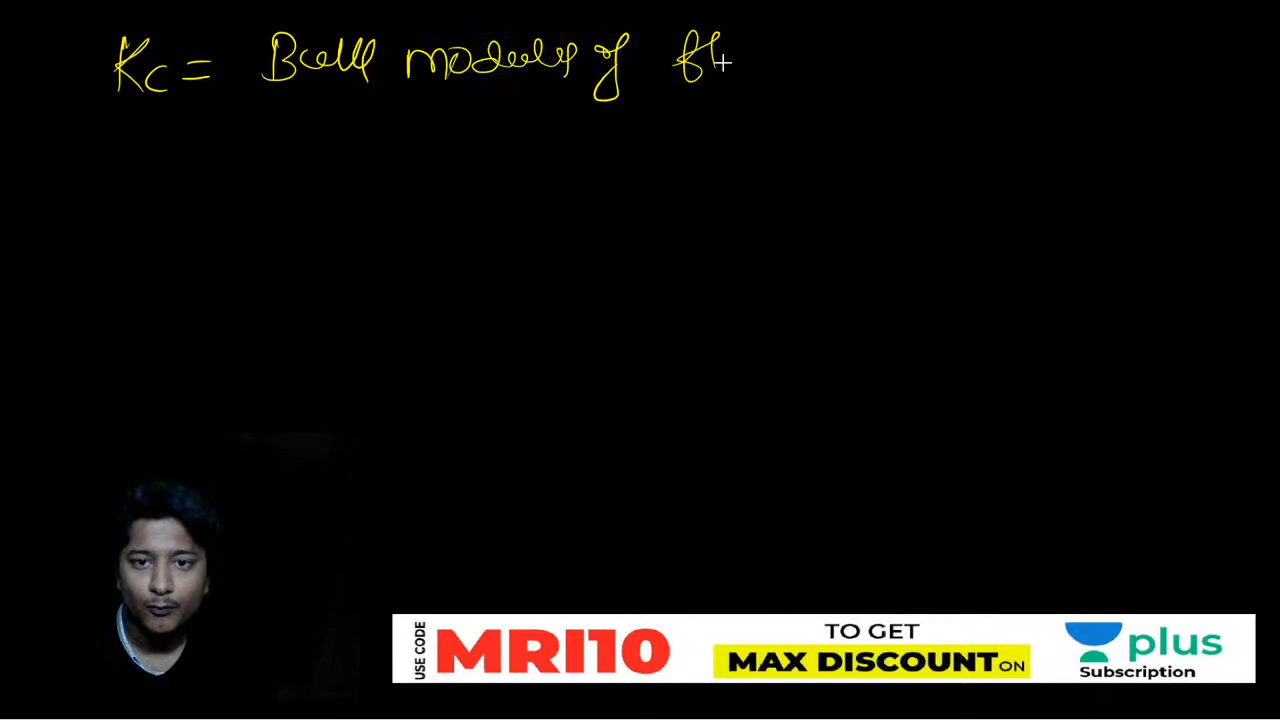 Kc = Bulk modulus of fl
USE CODE
MRI10
TO GET
MAX DISCOUNT ON
plus
Subscription